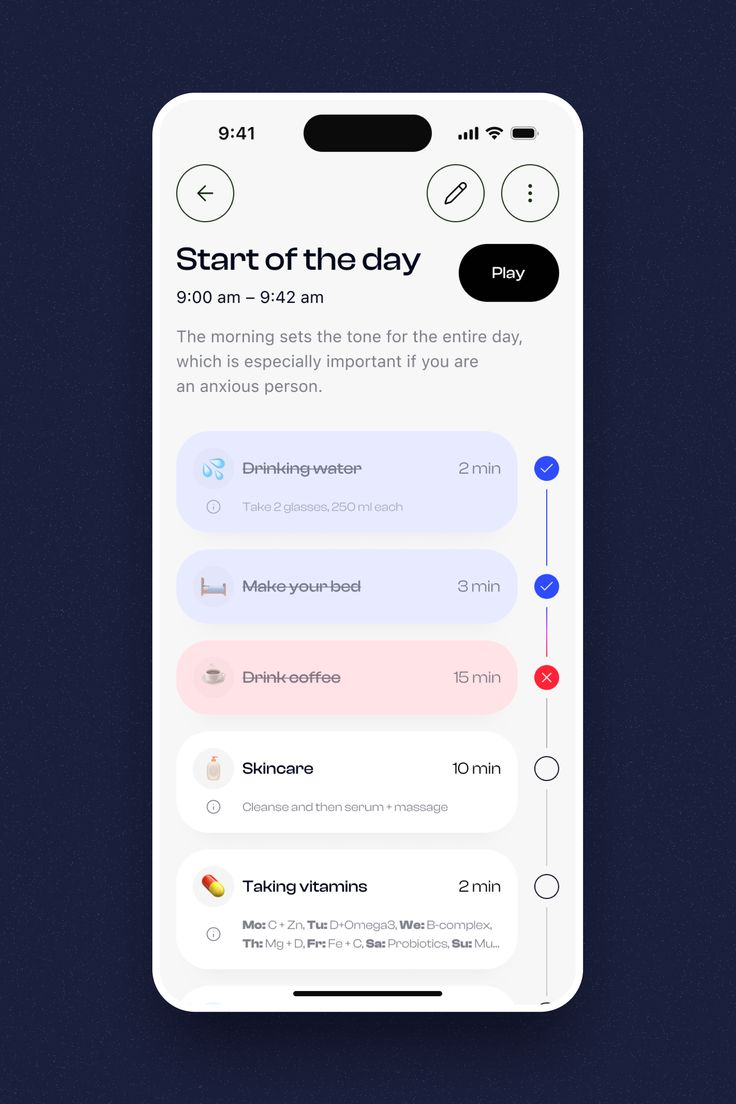 9:41
Start of the day
Play
9:00 am – 9:42 am
The morning sets the tone for the entire day,
which is especially important if you are
an anxious person.
Drinking water 2 min
Take 2 glasses, 250 ml each
Make your bed 3 min
Drink coffee 15 min
Skincare 10 min
Cleanse and then serum + massage
Taking vitamins 2 min
Mo: C + Zn, Tu: D+Omega3, We: B-complex,
Th: Mg + D, Fr: Fe + C, Sa: Probiotics, Su: Mu...